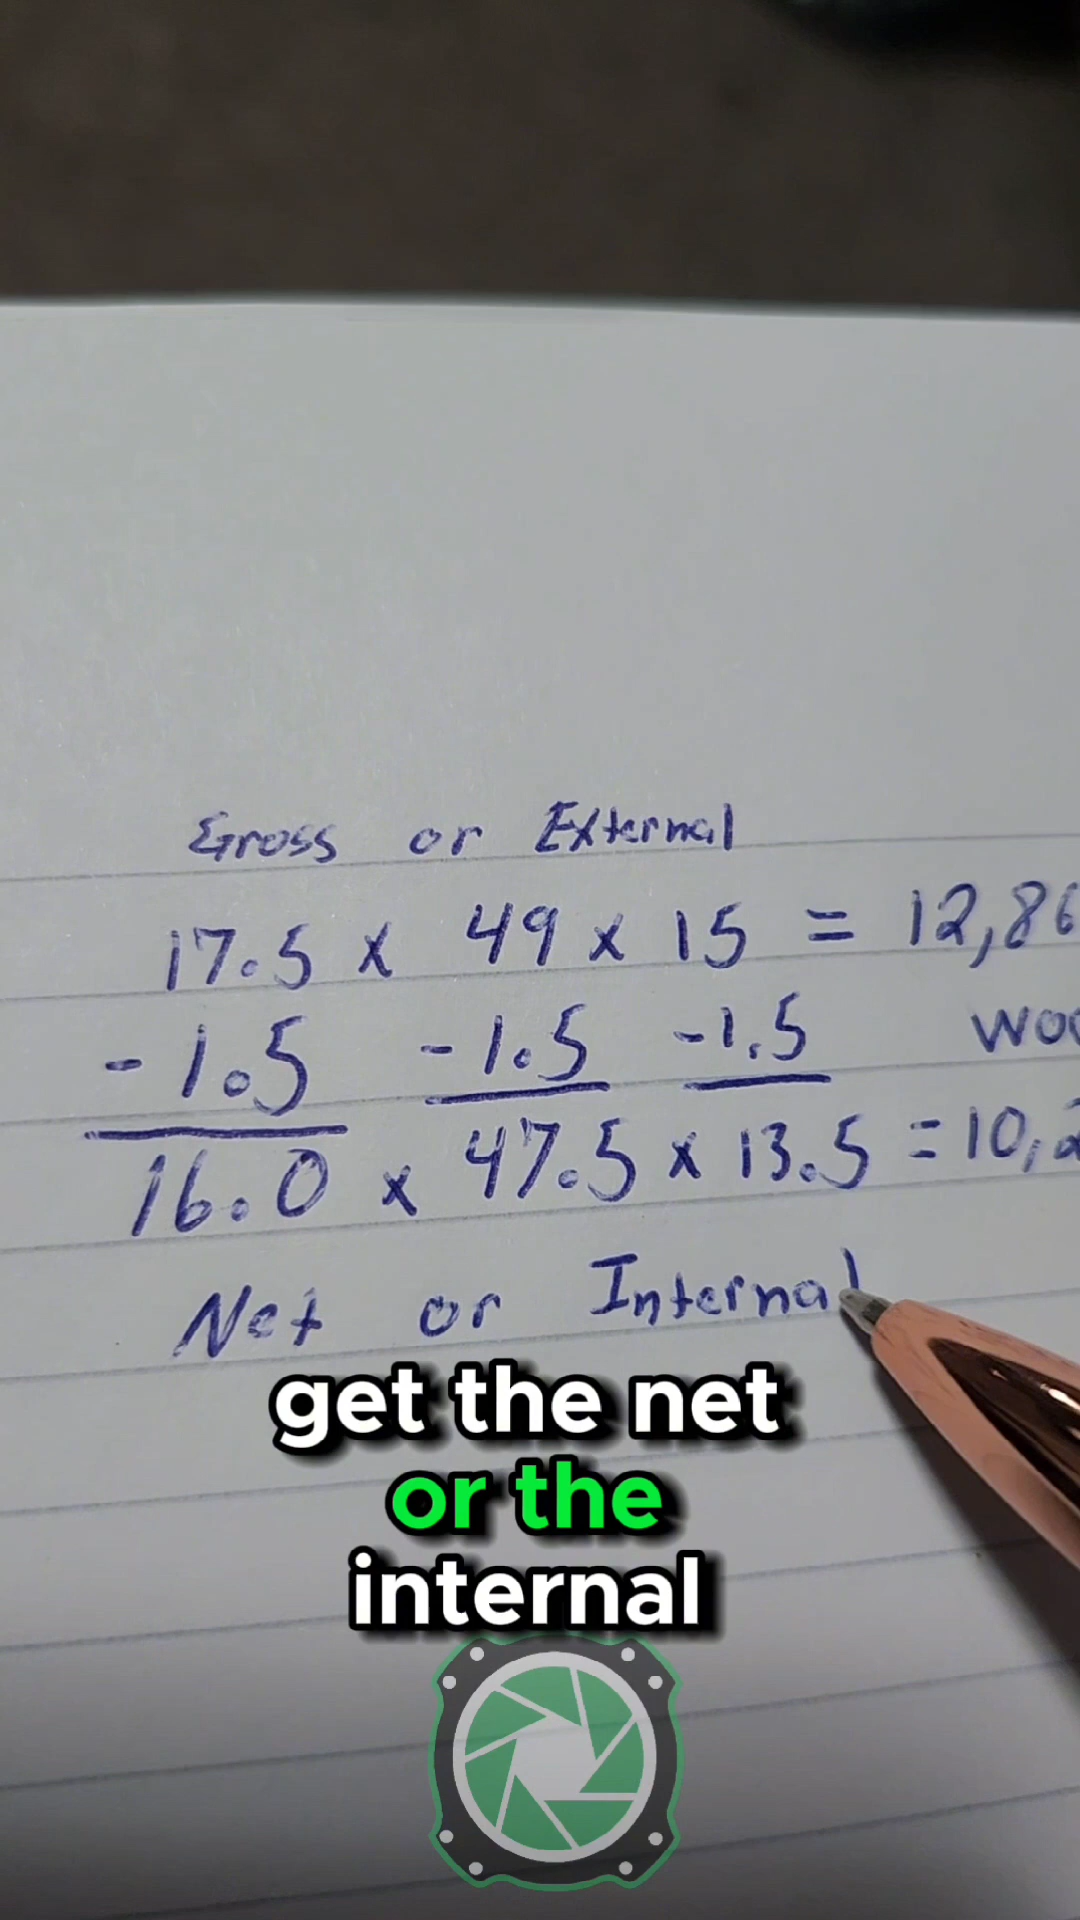 Gross or External
17.5 x 49 x 15 = 12,86
-1.5 -1.5 -1.5
16.0 x 47.5 x 13.5 = 10,2
Net or Internal
get the net
or the
internal